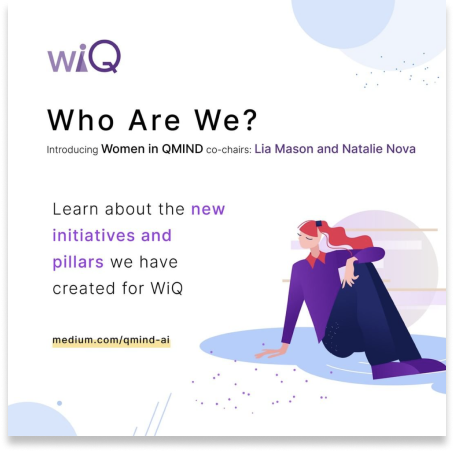 wiQ
Who Are We?
Introducing Women in QMIND co-chairs: Lia Mason and Natalie Nova
Learn about the new
initiatives and
pillars we have
created for WiQ
medium.com/qmind-ai